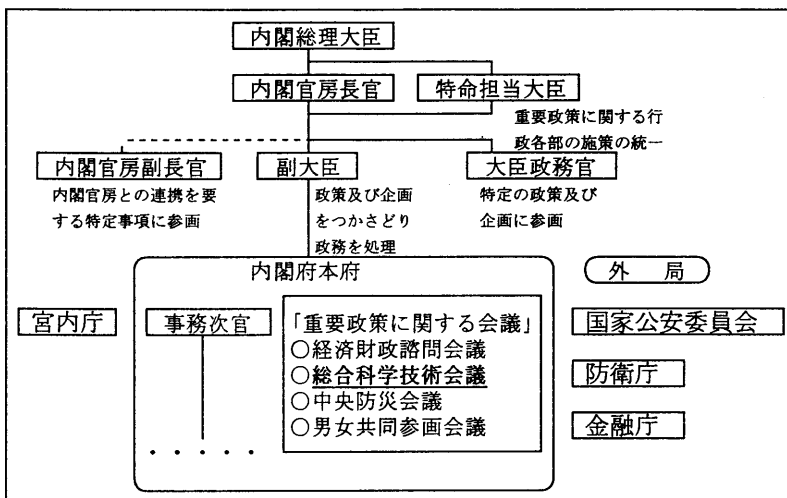 内閣総理大臣
内閣官房長官
特命担当大臣
重要政策に関する行
政各部の施策の統一
内閣官房副長官
副大臣
大臣政務官
内閣官房との連携を要
する特定事項に参画
政策及び企画
をつかさどり
政務を処理
特定の政策及び
企画に参画
内閣府本府
外 局
宮内庁
事務次官
「重要政策に関する会議」
○経済財政諮問会議
○総合科学技術会議
○中央防災会議
○男女共同参画会議
・・・・・
国家公安委員会
防衛庁
金融庁